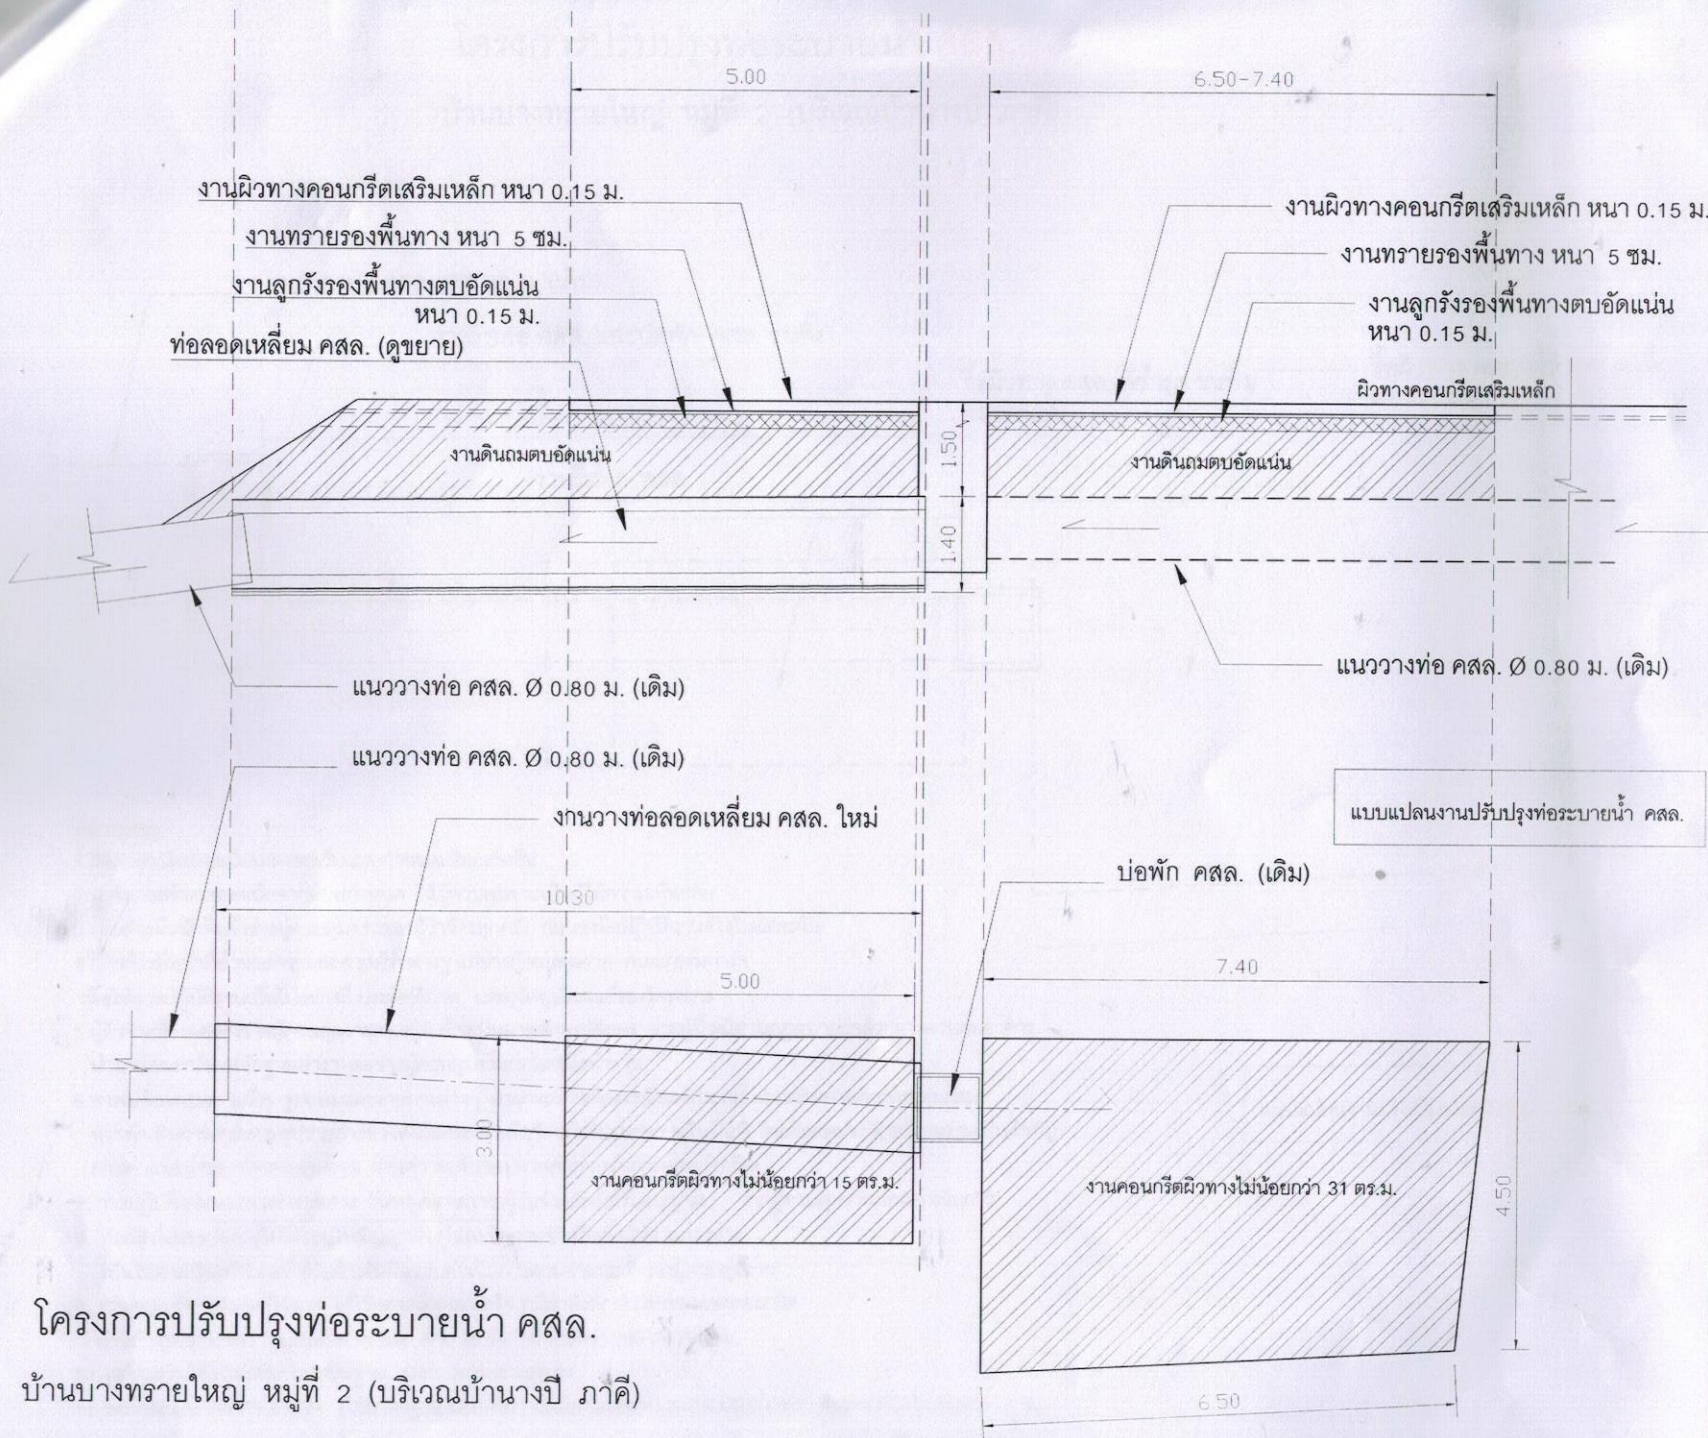 5.00
6.50-7.40
งานผิวทางคอนกรีตเสริมเหล็ก หนา 0.15 ม.
งานทรายรองพื้นทาง หนา 5 ซม.
งานลูกรังรองพื้นทางตบอัดแน่น
หนา 0.15 ม.
ท่อลอดเหลี่ยม คสล. (ดูขยาย)
งานผิวทางคอนกรีตเสริมเหล็ก หนา 0.15 ม.
งานทรายรองพื้นทาง หนา 5 ซม.
งานลูกรังรองพื้นทางตบอัดแน่น
หนา 0.15 ม.
ผิวทางคอนกรีตเสริมเหล็ก
งานดินถมตบอัดแน่น
1.50
งานดินถมตบอัดแน่น
1.40
แนววางท่อ คสล. Ø 0.80 ม. (เดิม)
แนววางท่อ คสล. Ø 0.80 ม. (เดิม)
แนววางท่อ คสล. Ø 0.80 ม. (เดิม)
งานวางท่อลอดเหลี่ยม คสล. ใหม่
แบบแปลนงานปรับปรุงท่อระบายน้ำ คสล.
บ่อพัก คสล. (เดิม)
10.30
5.00
7.40
3.00
งานคอนกรีตผิวทางไม่น้อยกว่า 15 ตร.ม.
งานคอนกรีตผิวทางไม่น้อยกว่า 31 ตร.ม.
4.50
6.50
โครงการปรับปรุงท่อระบายน้ำ คสล.
บ้านบางทรายใหญ่ หมู่ที่ 2 (บริเวณบ้านางปี ภาคี)